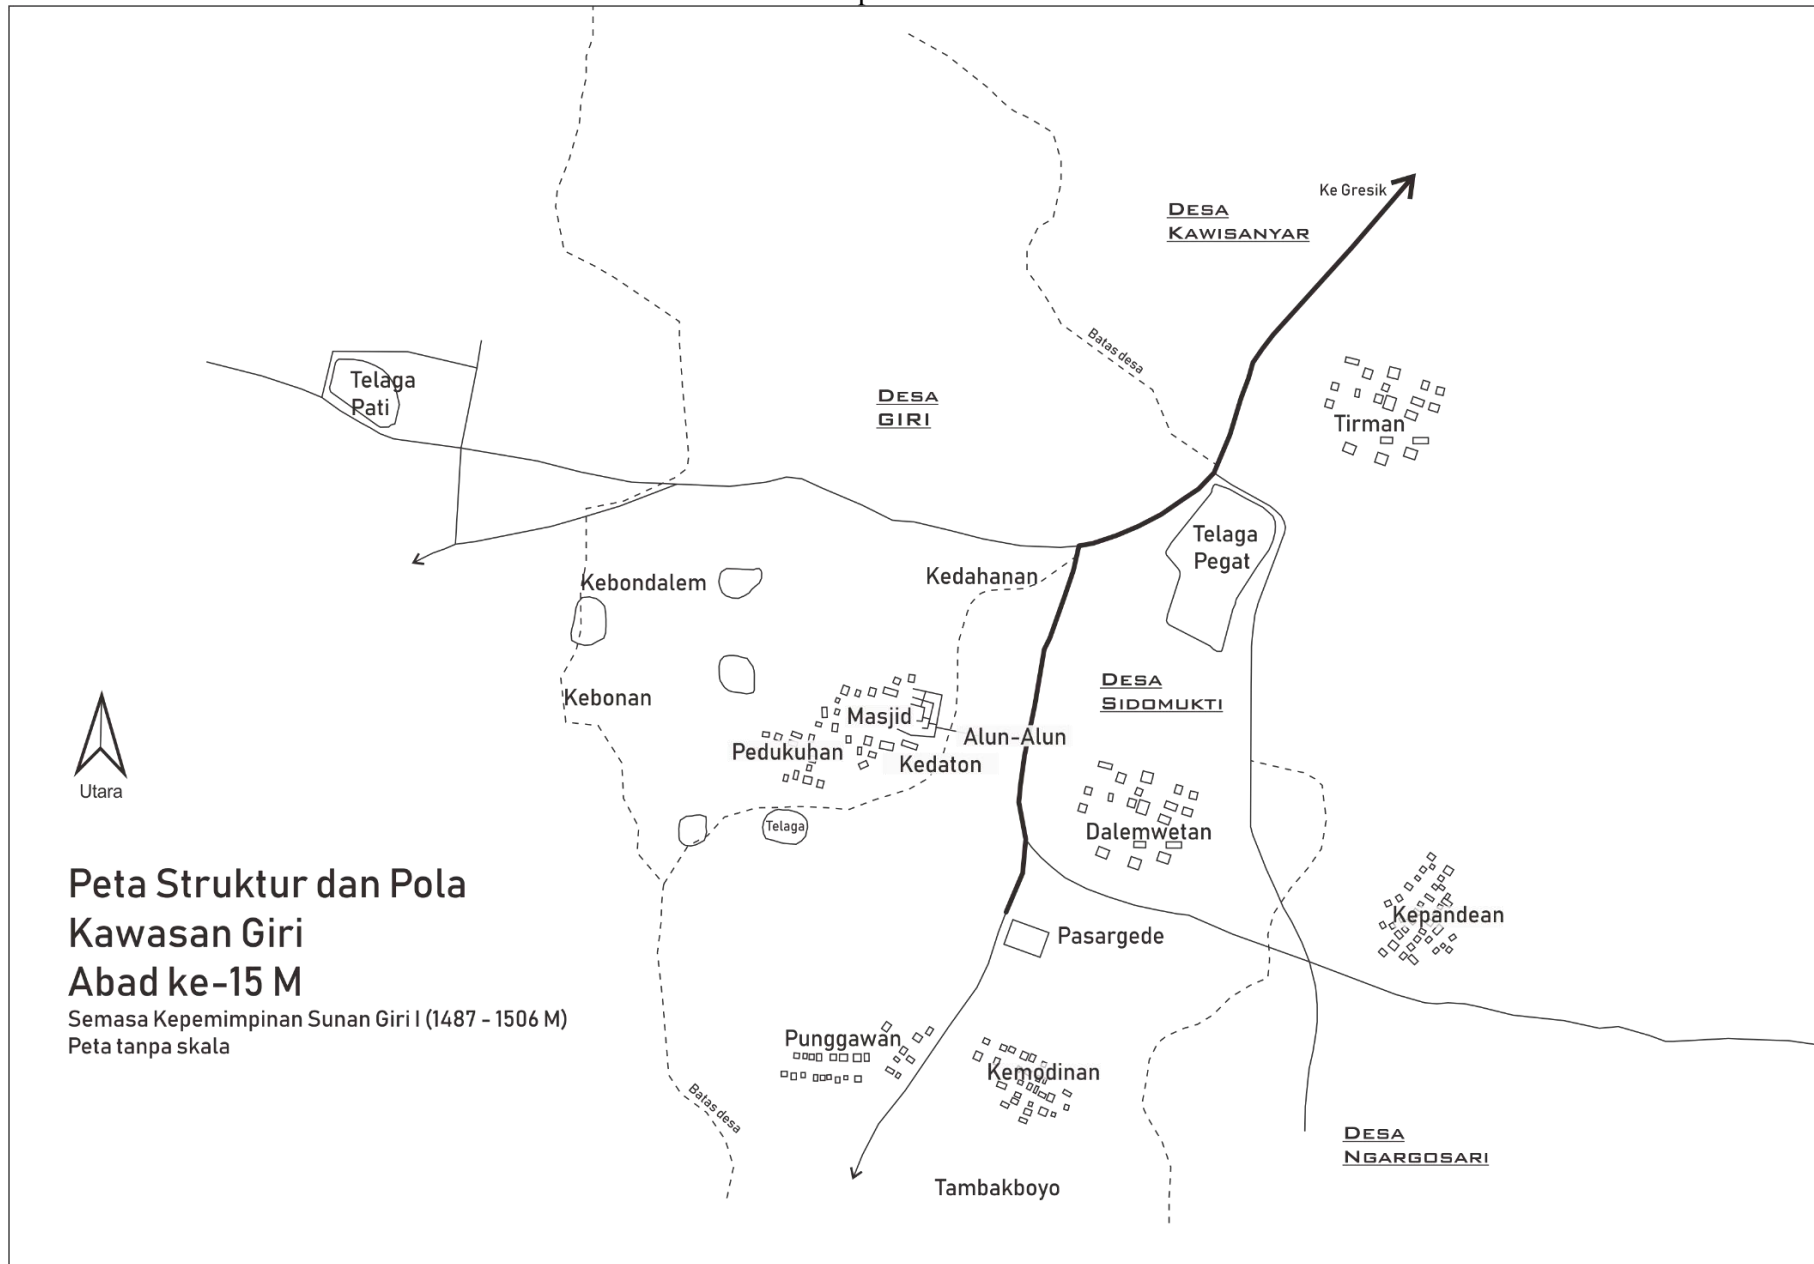 Ke Gresik
DESA
KAWISANYAR
Batas desa
Telaga
Pati
DESA
GIRI
Tirman
Telaga
Pegat
Kebondalem
Kedahanan
Kebonan
DESA
SIDOMUKTI
Masjid
Alun-Alun
Pedukuhan
Kedaton
Utara
Telaga
Dalemwetan
Kepandean
Pasargede
Peta Struktur dan Pola
Kawasan Giri
Abad ke-15 M
Semasa Kepemimpinan Sunan Giri I (1487 - 1506 M)
Peta tanpa skala
Punggawan
Kemodinan
Batas desa
DESA
NGARGOSARI
Tambakboyo